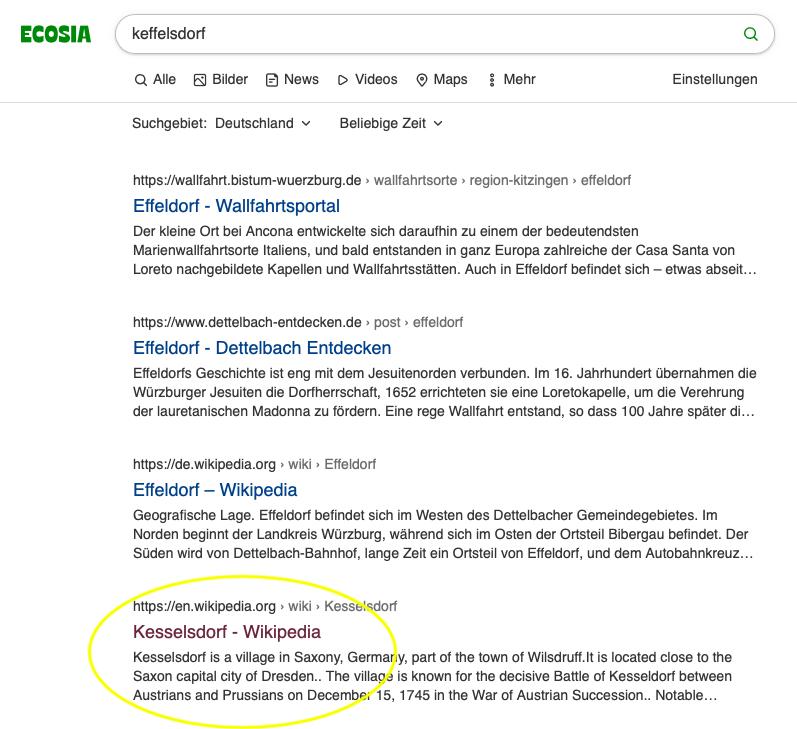 ECOSIA keffelsdorf
Alle Bilder News Videos Maps Mehr Einstellungen
Suchgebiet: Deutschland Beliebige Zeit
https://wallfahrt.bistum-wuerzburg.de › wallfahrtsorte › region-kitzingen › effeldorf
Effeldorf - Wallfahrtsportal
Der kleine Ort bei Ancona entwickelte sich daraufhin zu einem der bedeutendsten
Marienwallfahrtsorte Italiens, und bald entstanden in ganz Europa zahlreiche der Casa Santa von
Loreto nachgebildete Kapellen und Wallfahrtsstätten. Auch in Effeldorf befindet sich – etwas abseit…
https://www.dettelbach-entdecken.de › post › effeldorf
Effeldorf - Dettelbach Entdecken
Effeldorfs Geschichte ist eng mit dem Jesuitenorden verbunden. Im 16. Jahrhundert übernahmen die
Würzburger Jesuiten die Dorfherrschaft, 1652 errichteten sie eine Loretokapelle, um die Verehrung
der lauretanischen Madonna zu fördern. Eine rege Wallfahrt entstand, so dass 100 Jahre später di…
https://de.wikipedia.org › wiki › Effeldorf
Effeldorf – Wikipedia
Geografische Lage. Effeldorf befindet sich im Westen des Dettelbacher Gemeindegebietes. Im
Norden beginnt der Landkreis Würzburg, während sich im Osten der Ortsteil Bibergau befindet. Der
Süden wird von Dettelbach-Bahnhof, lange Zeit ein Ortsteil von Effeldorf, und dem Autobahnkreuz…
https://en.wikipedia.org › wiki › Kesselsdorf
Kesselsdorf - Wikipedia
Kesselsdorf is a village in Saxony, Germany, part of the town of Wilsdruff.It is located close to the
Saxon capital city of Dresden.. The village is known for the decisive Battle of Kesseldorf between
Austrians and Prussians on December 15, 1745 in the War of Austrian Succession.. Notable…